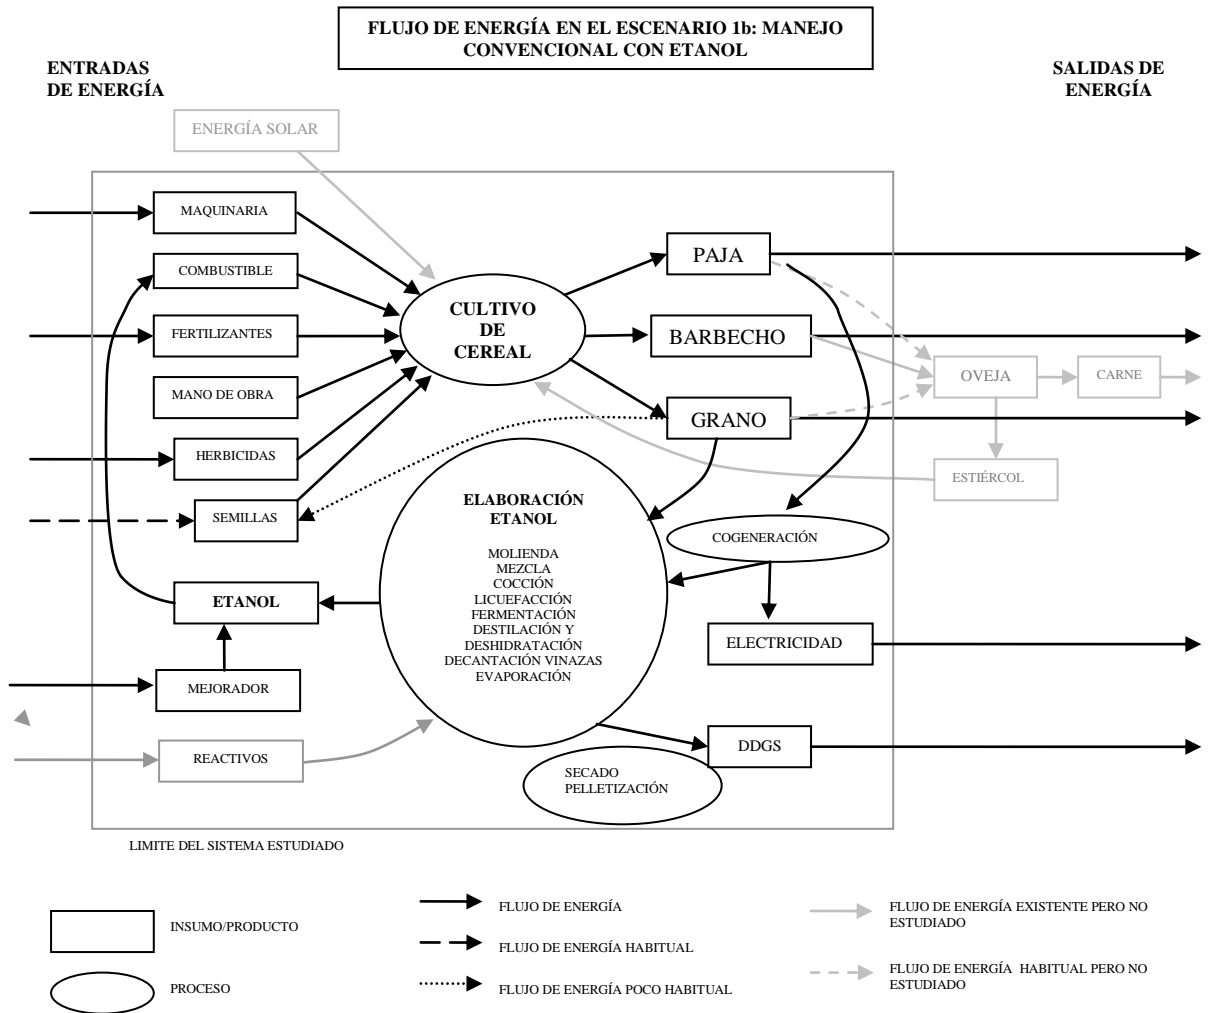 FLUJO DE ENERGÍA EN EL ESCENARIO 1b: MANEJO
CONVENCIONAL CON ETANOL
ENTRADAS
DE ENERGÍA
SALIDAS DE
ENERGÍA
ENERGÍA SOLAR
MAQUINARIA
COMBUSTIBLE
FERTILIZANTES
MANO DE OBRA
HERBICIDAS
SEMILLAS
ETANOL
MEJORADOR
REACTIVOS
CULTIVO
DE
CEREAL
PAJA
BARBECHO
GRANO
OVEJA
CARNE
ESTIÉRCOL
ELABORACIÓN
ETANOL
MOLIENDA
MEZCLA
COCCIÓN
LICUEFACCIÓN
FERMENTACIÓN
DESTILACIÓN Y
DESHIDRATACIÓN
DECANTACIÓN VINAZAS
EVAPORACIÓN
COGENERACIÓN
ELECTRICIDAD
DDGS
SECADO
PELLETIZACIÓN
LIMITE DEL SISTEMA ESTUDIADO
INSUMO/PRODUCTO
PROCESO
FLUJO DE ENERGÍA
FLUJO DE ENERGÍA HABITUAL
FLUJO DE ENERGÍA POCO HABITUAL
FLUJO DE ENERGÍA EXISTENTE PERO NO
ESTUDIADO
FLUJO DE ENERGÍA HABITUAL PERO NO
ESTUDIADO